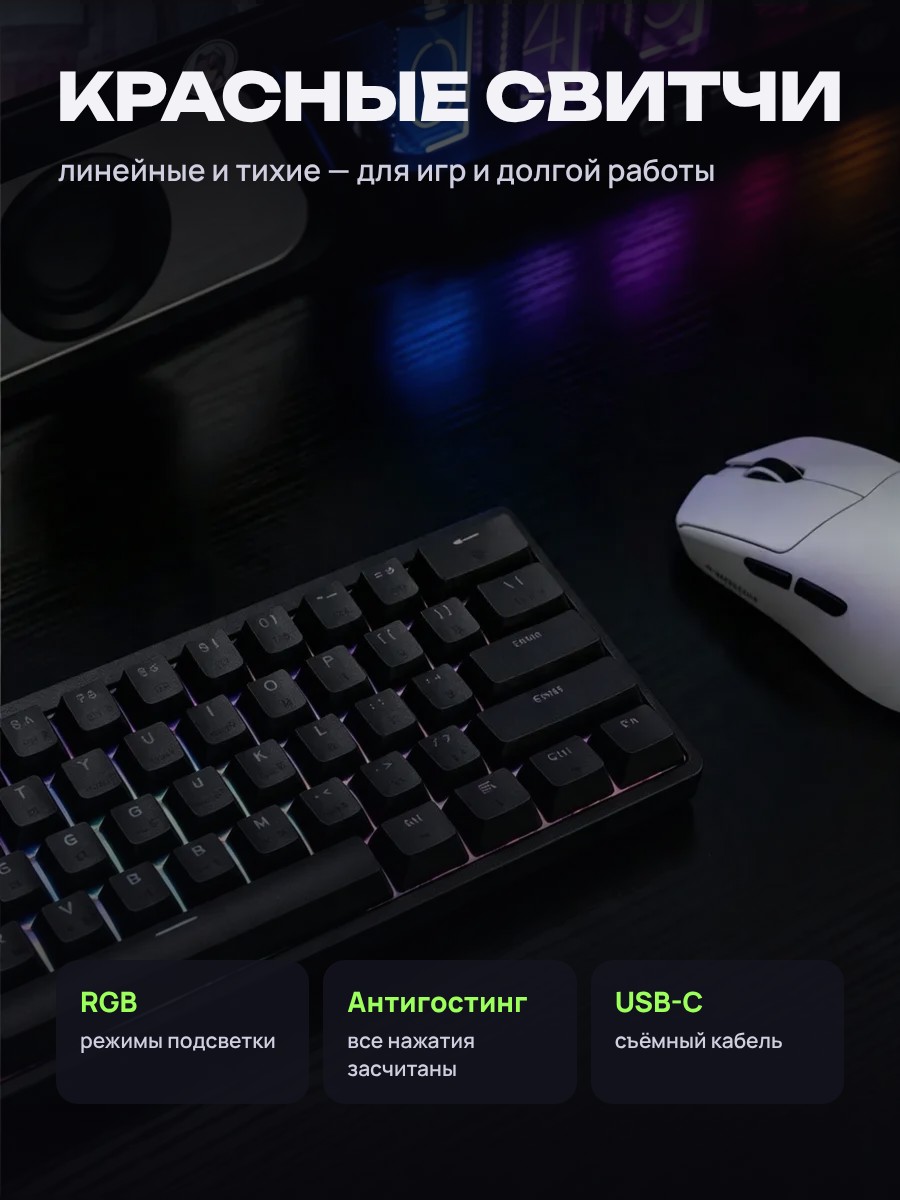 КРАСНЫЕ СВИТЧИ
линейные и тихие — для игр и долгой работы
RGB
режимы подсветки
Антигостинг
все нажатия
засчитаны
USB-C
съёмный кабель